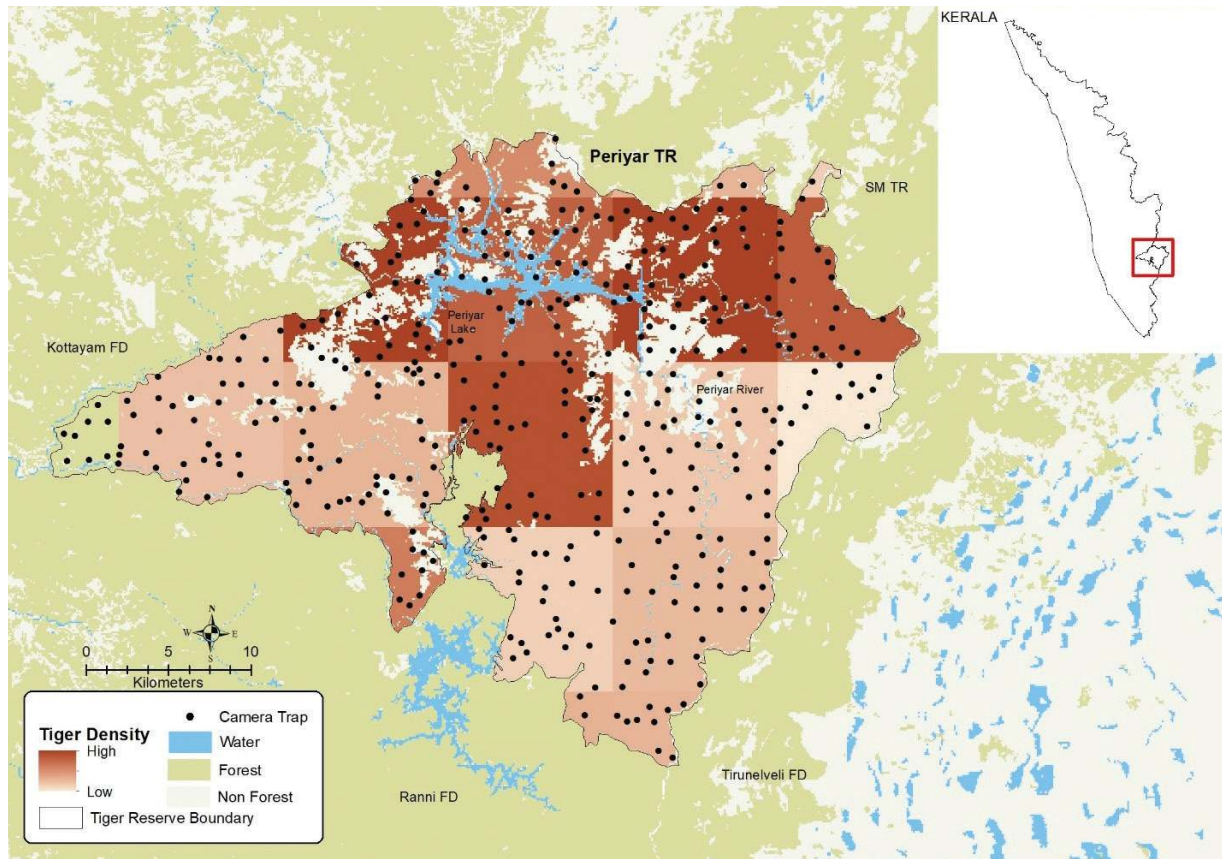 KERALA
Periyar TR
SM TR
Periyar
Lake
Kottayam FD
Periyar River
N
W
E
S
0
5
10
Kilometers
Tiger Density
High
Low
Camera Trap
Water
Forest
Non Forest
Tiger Reserve Boundary
Ranni FD
Tirunelveli FD